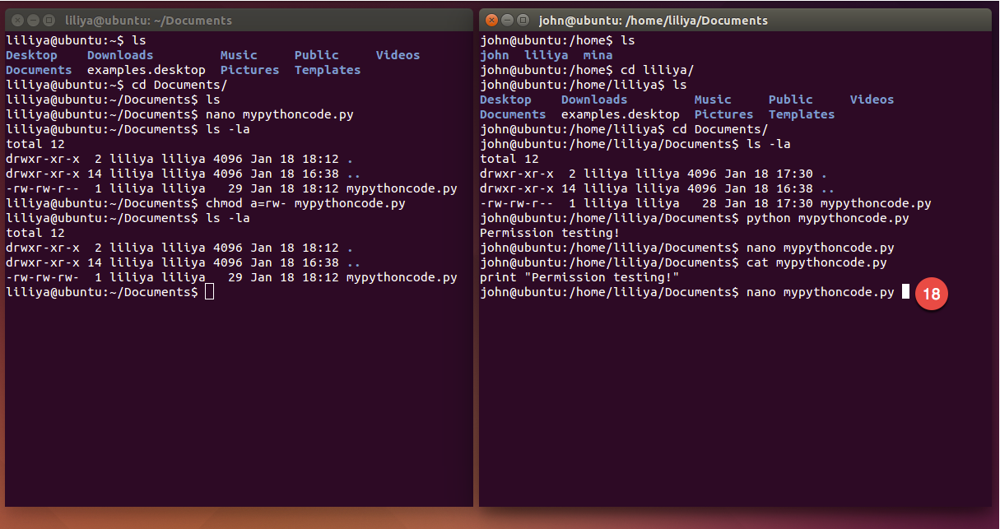 liliya@ubuntu: ~/Documents
liliya@ubuntu:~$ ls
Desktop Downloads Music Public Videos
Documents examples.desktop Pictures Templates
liliya@ubuntu:~$ cd Documents/
liliya@ubuntu:~/Documents$ ls
liliya@ubuntu:~/Documents$ nano mypythoncode.py
liliya@ubuntu:~/Documents$ ls -la
total 12
drwxr-xr-x 2 liliya liliya 4096 Jan 18 18:12 .
drwxr-xr-x 14 liliya liliya 4096 Jan 18 16:38 ..
-rw-rw-r-- 1 liliya liliya 29 Jan 18 18:12 mypythoncode.py
liliya@ubuntu:~/Documents$ chmod a=rw- mypythoncode.py
liliya@ubuntu:~/Documents$ ls -la
total 12
drwxr-xr-x 2 liliya liliya 4096 Jan 18 18:12 .
drwxr-xr-x 14 liliya liliya 4096 Jan 18 16:38 ..
-rw-rw-rw- 1 liliya liliya 29 Jan 18 18:12 mypythoncode.py
liliya@ubuntu:~/Documents$
john@ubuntu: /home/liliya/Documents
john@ubuntu:/home$ ls
john liliya mina
john@ubuntu:/home$ cd liliya/
john@ubuntu:/home/liliya$ ls
Desktop Downloads Music Public Videos
Documents examples.desktop Pictures Templates
john@ubuntu:/home/liliya$ cd Documents/
john@ubuntu:/home/liliya/Documents$ ls -la
total 12
drwxr-xr-x 2 liliya liliya 4096 Jan 18 17:30 .
drwxr-xr-x 14 liliya liliya 4096 Jan 18 16:38 ..
-rw-rw-r-- 1 liliya liliya 28 Jan 18 17:30 mypythoncode.py
john@ubuntu:/home/liliya/Documents$ python mypythoncode.py
Permission testing!
john@ubuntu:/home/liliya/Documents$ nano mypythoncode.py
john@ubuntu:/home/liliya/Documents$ cat mypythoncode.py
print "Permission testing!"
john@ubuntu:/home/liliya/Documents$ nano mypythoncode.py
18